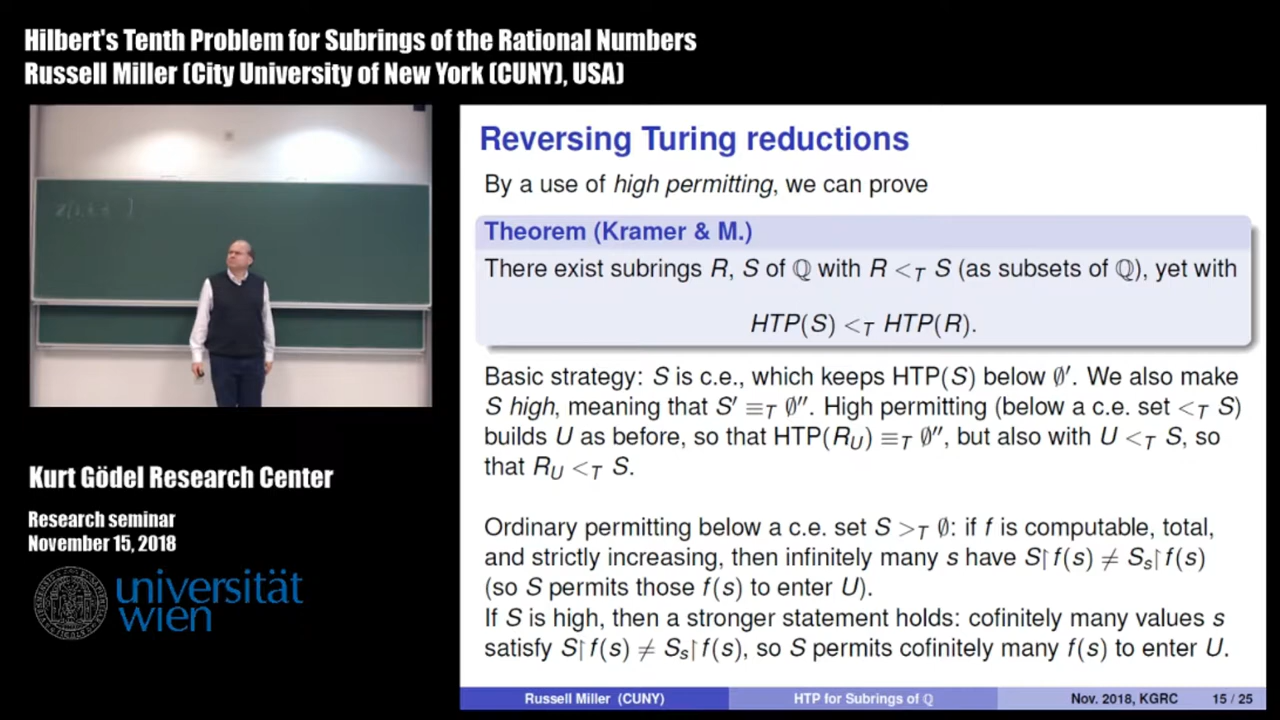 Hilbert's Tenth Problem for Subrings of the Rational Numbers
Russell Miller (City University of New York (CUNY), USA)
Reversing Turing reductions
By a use of high permitting, we can prove
Theorem (Kramer & M.)
There exist subrings R, S of ℚ with R <_T S (as subsets of ℚ), yet with
HTP(S) <_T HTP(R).
Basic strategy: S is c.e., which keeps HTP(S) below ∅′. We also make
S high, meaning that S′ ≡_T ∅″. High permitting (below a c.e. set <_T S)
builds U as before, so that HTP(R_U) ≡_T ∅″, but also with U <_T S, so
that R_U <_T S.
Ordinary permitting below a c.e. set S >_T ∅: if f is computable, total,
and strictly increasing, then infinitely many s have S↾f(s) ≠ S_s↾f(s)
(so S permits those f(s) to enter U).
If S is high, then a stronger statement holds: cofinitely many values s
satisfy S↾f(s) ≠ S_s↾f(s), so S permits cofinitely many f(s) to enter U.
Russell Miller (CUNY)
HTP for Subrings of ℚ
Nov. 2018, KGRC
15 / 25
Kurt Gödel Research Center
Research seminar
November 15, 2018
universität
wien